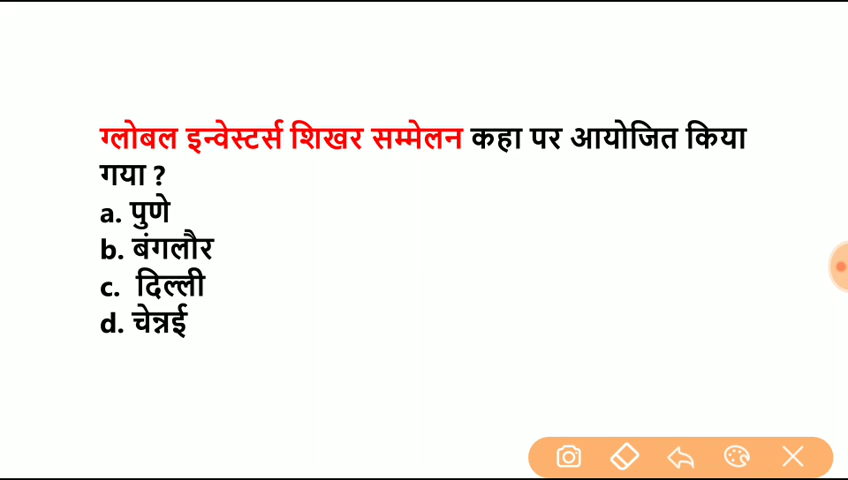 ग्लोबल इन्वेस्टर्स शिखर सम्मेलन कहा पर आयोजित किया
गया ?
a. पुणे
b. बंगलौर
c. दिल्ली
d. चेन्नई